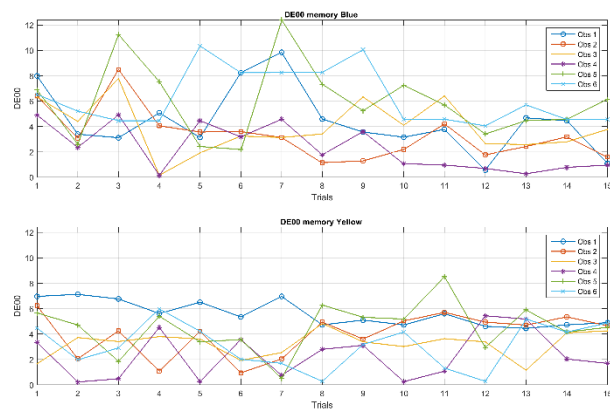 DE00 memory Blue
12
10
8
6
4
2
0
DE00
1 2 3 4 5 6 7 8 9 10 11 12 13 14 15
Trials
Obs 1
Obs 2
Obs 3
Obs 4
Obs 5
Obs 6
DE00 memory Yellow
12
10
8
6
4
2
0
DE00
1 2 3 4 5 6 7 8 9 10 11 12 13 14 15
Trials
Obs 1
Obs 2
Obs 3
Obs 4
Obs 5
Obs 6